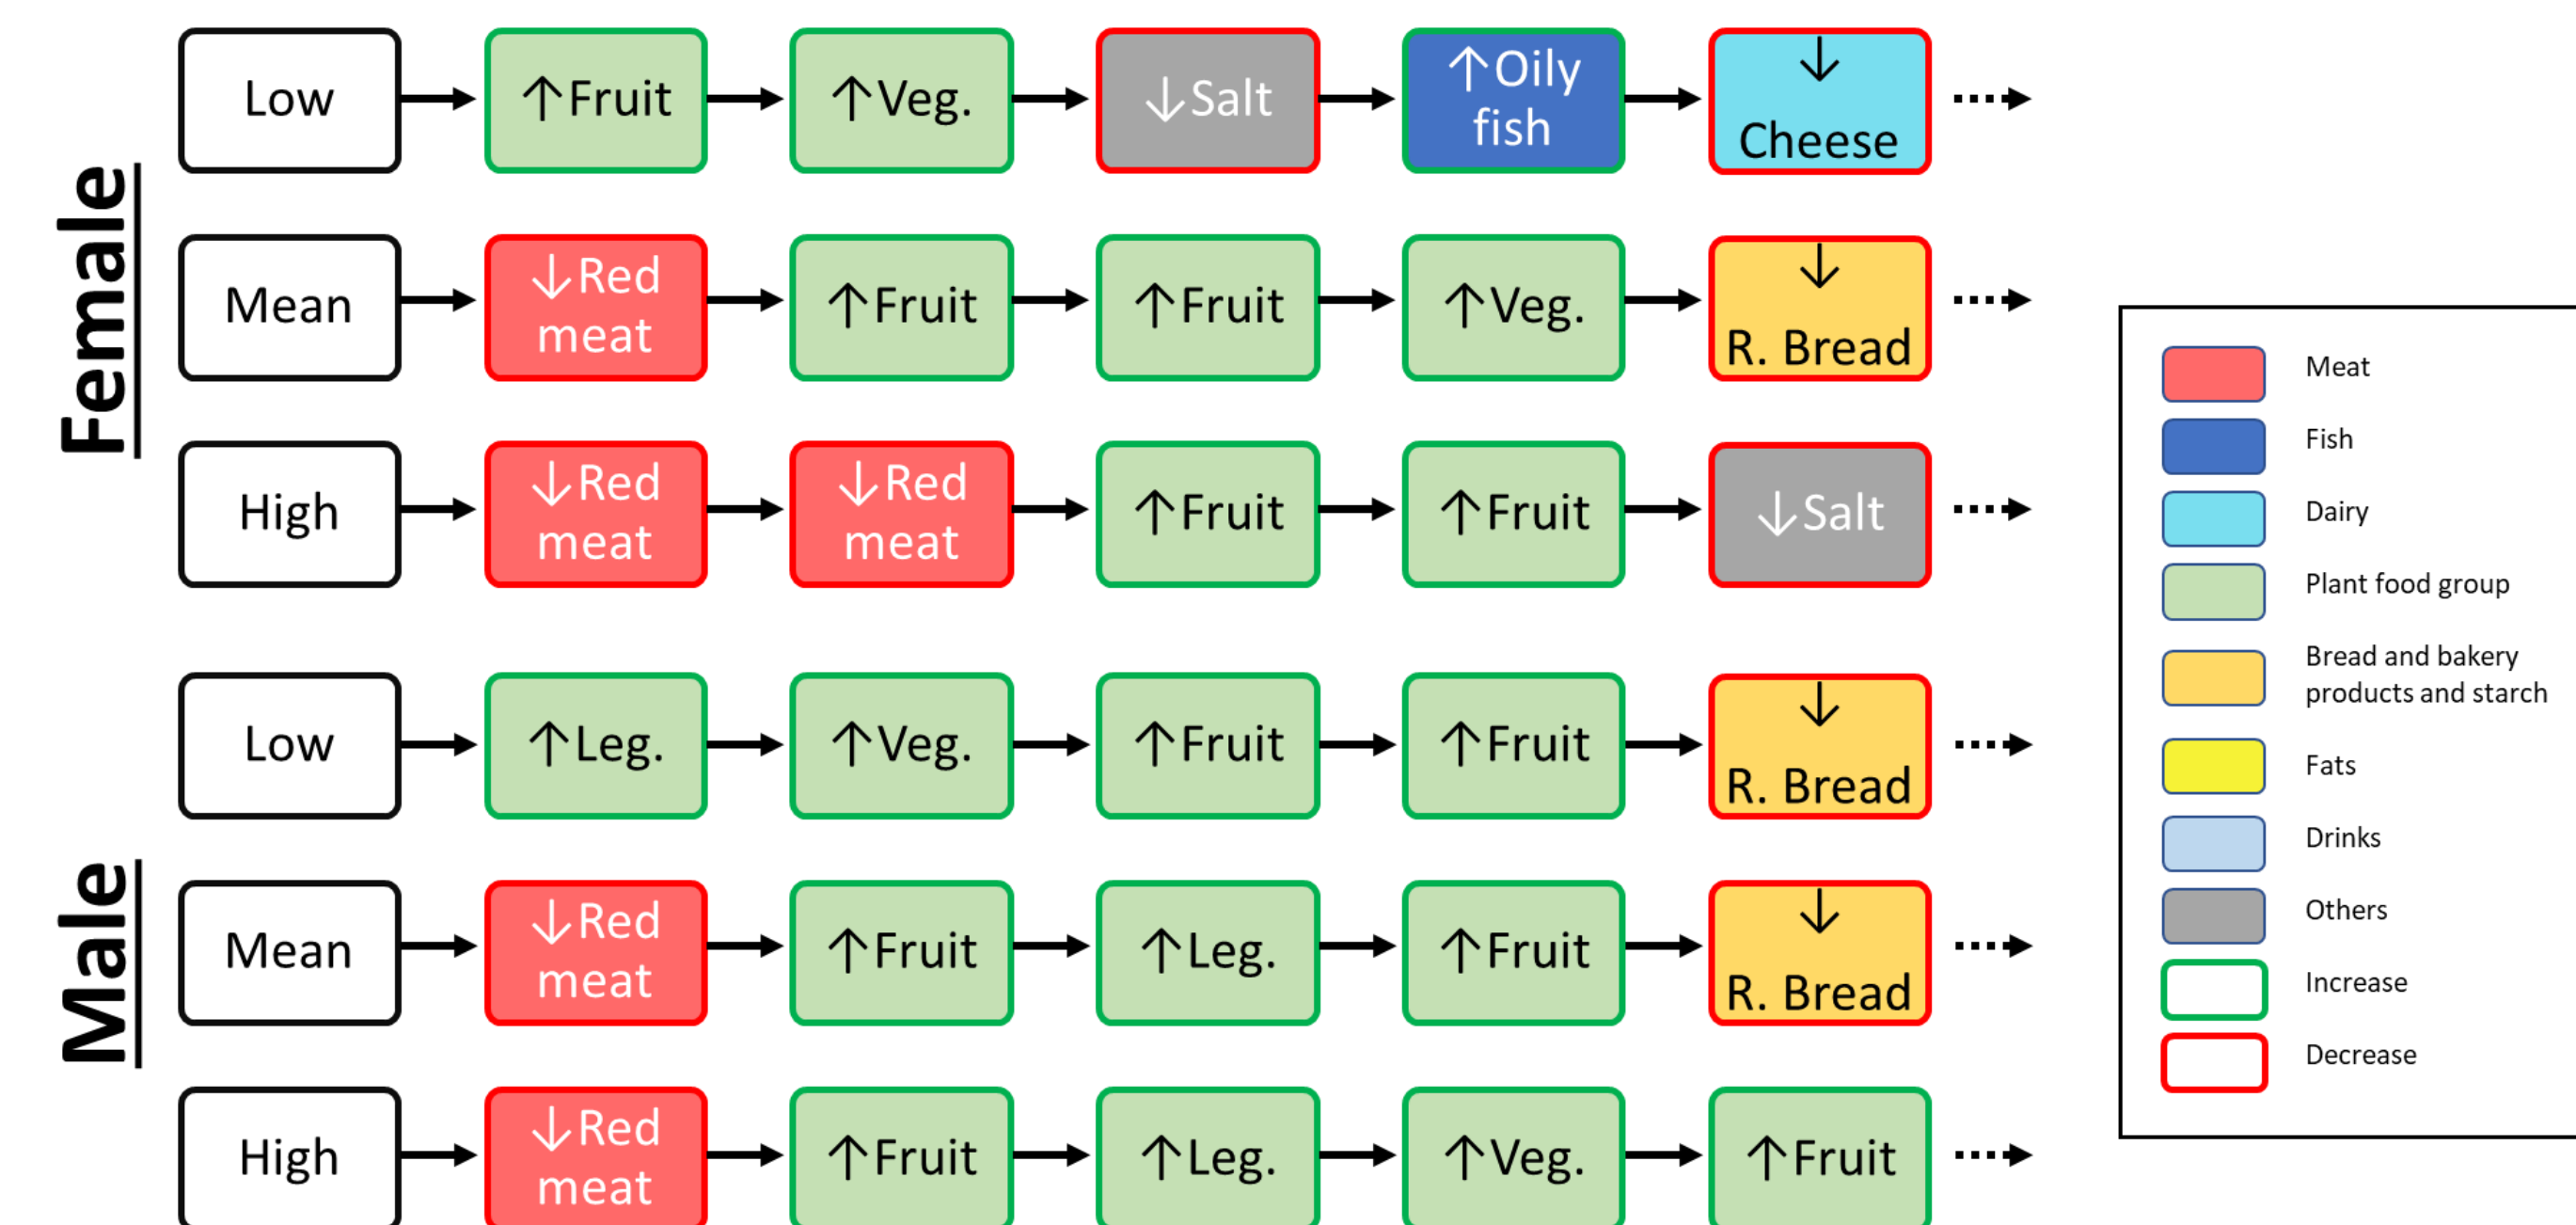 Female
Low
↑Fruit
↑Veg.
↓Salt
↑Oily
fish
↓
Cheese
Mean
↓Red
meat
↑Fruit
↑Fruit
↑Veg.
↓
R. Bread
High
↓Red
meat
↓Red
meat
↑Fruit
↑Fruit
↓Salt
Male
Low
↑Leg.
↑Veg.
↑Fruit
↑Fruit
↓
R. Bread
Mean
↓Red
meat
↑Fruit
↑Leg.
↑Fruit
↓
R. Bread
High
↓Red
meat
↑Fruit
↑Leg.
↑Veg.
↑Fruit
Meat
Fish
Dairy
Plant food group
Bread and bakery
products and starch
Fats
Drinks
Others
Increase
Decrease